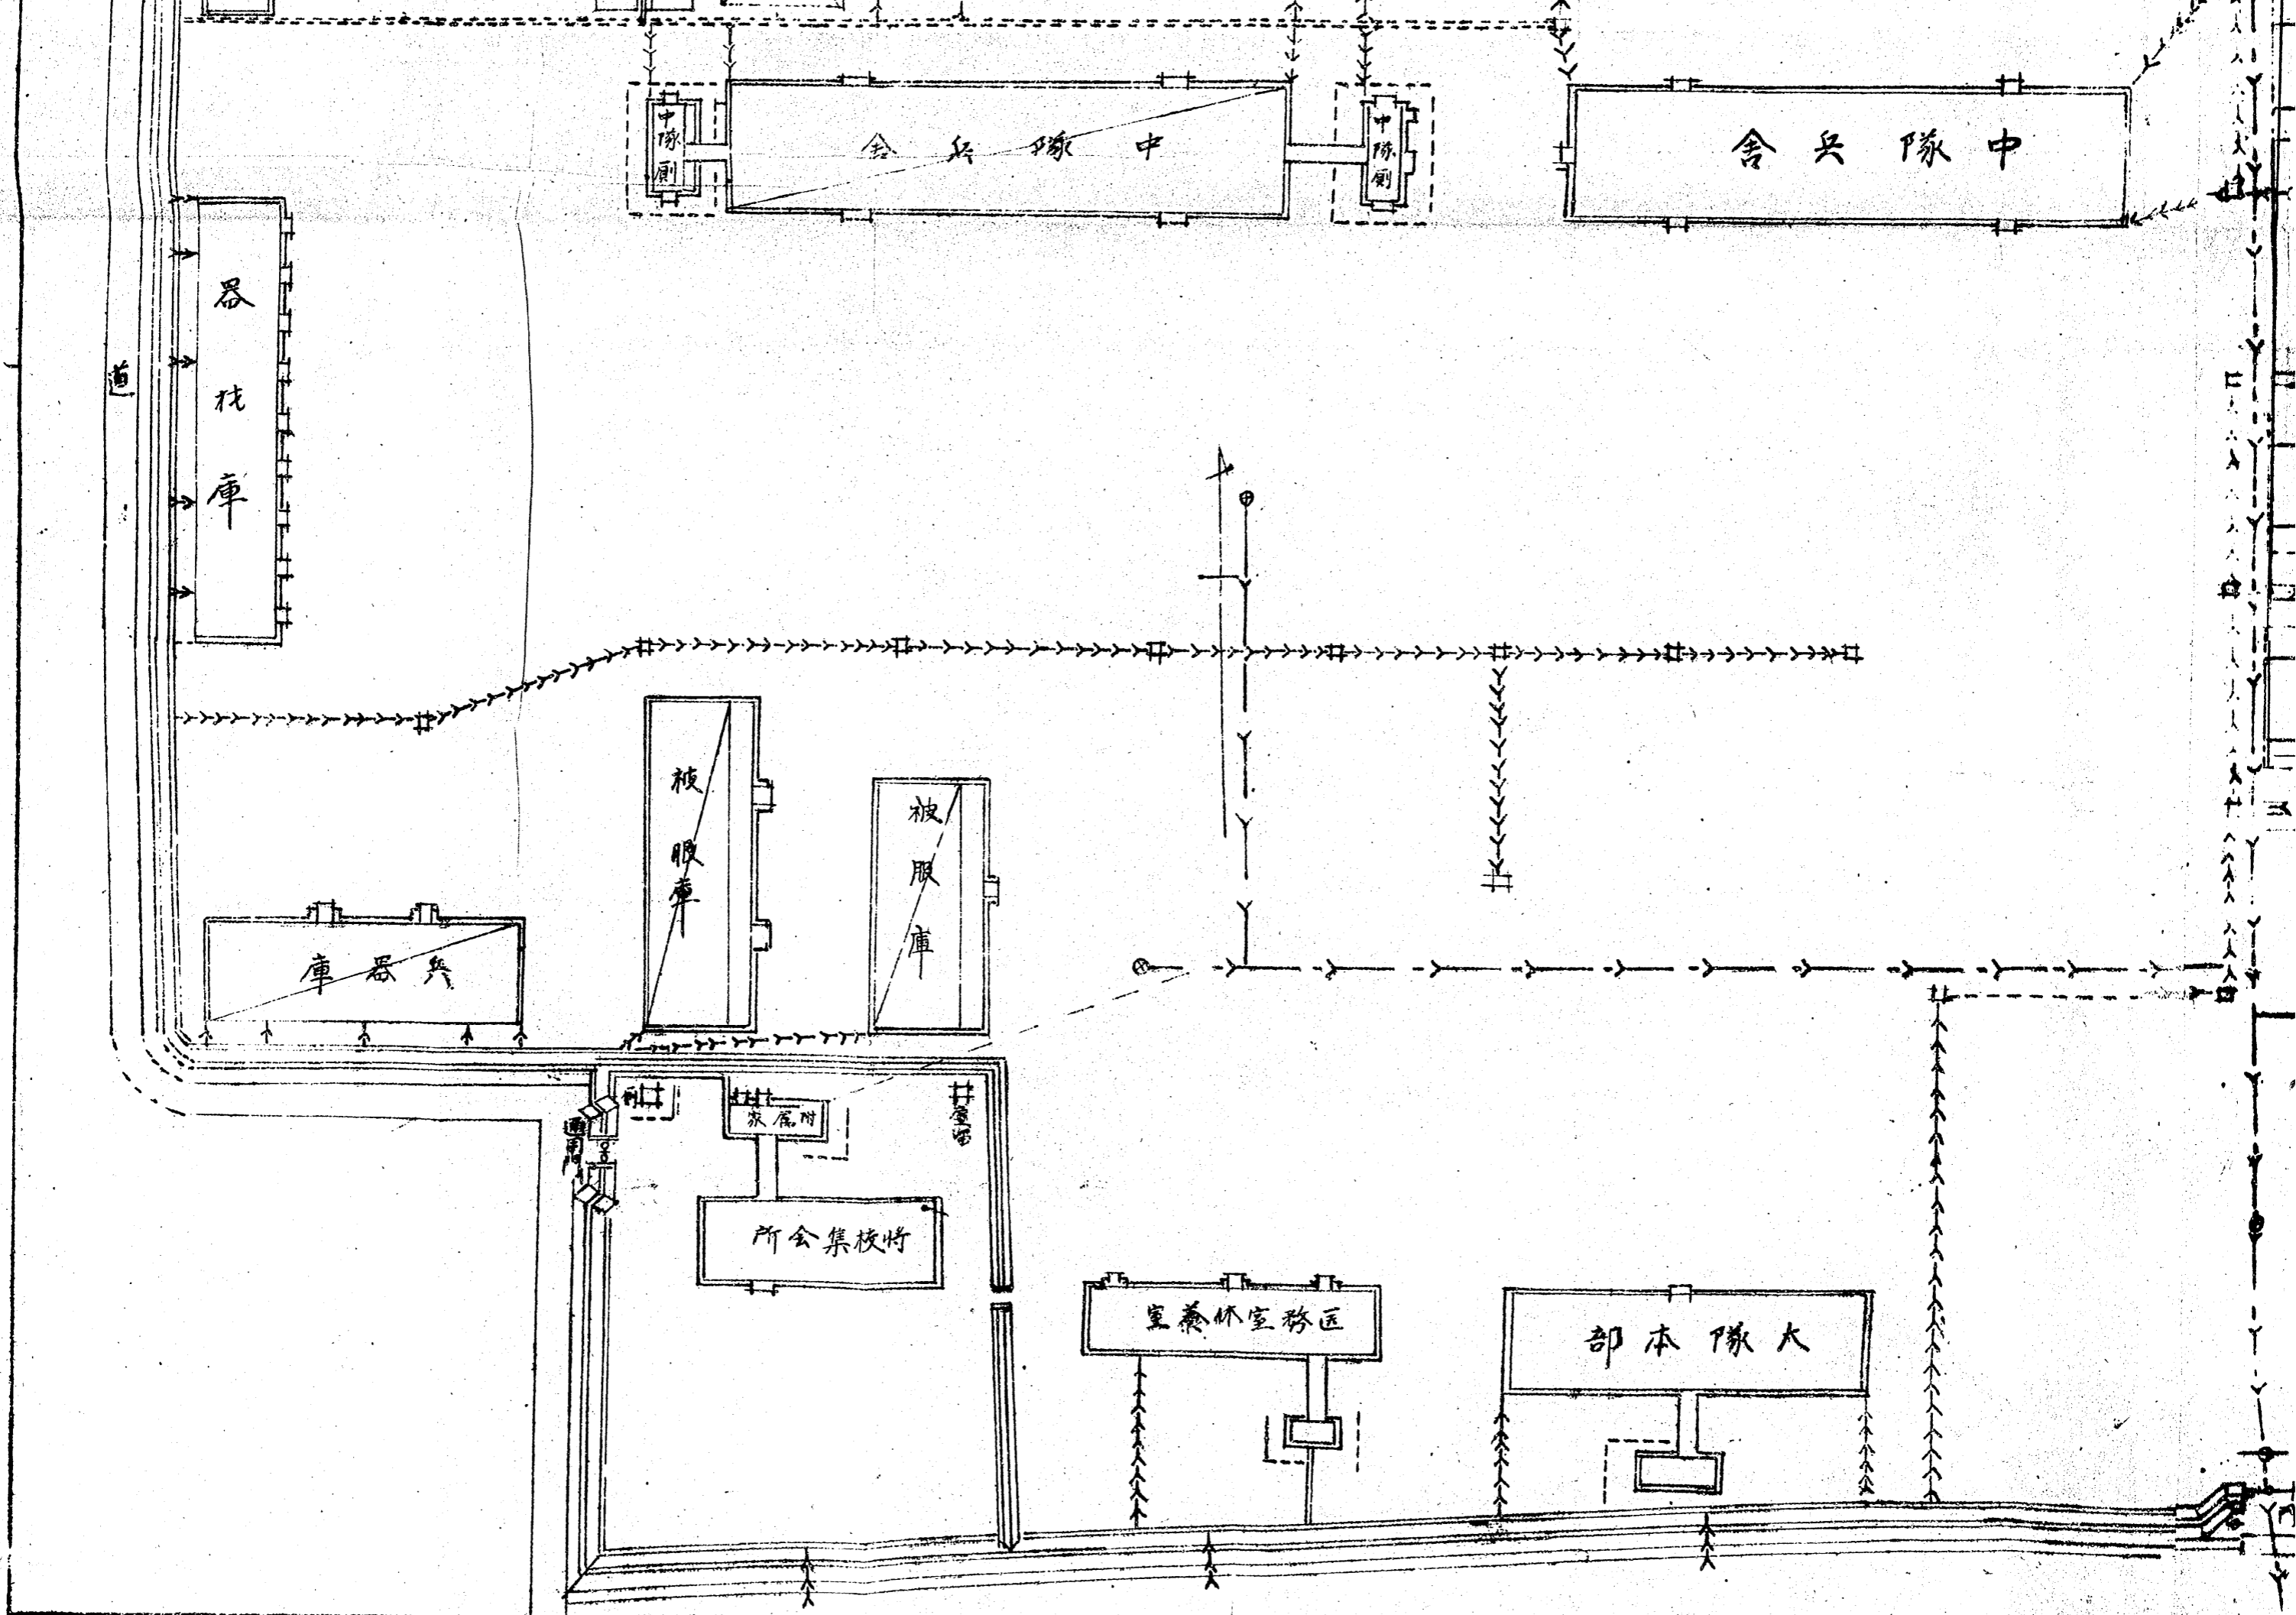 中隊厠
中隊兵舎
中隊厠
中隊兵舎
器材庫
道
被服庫
被服庫
兵器庫
厠
附属家
通用門
将校集会所
医務室休養室
大隊本部